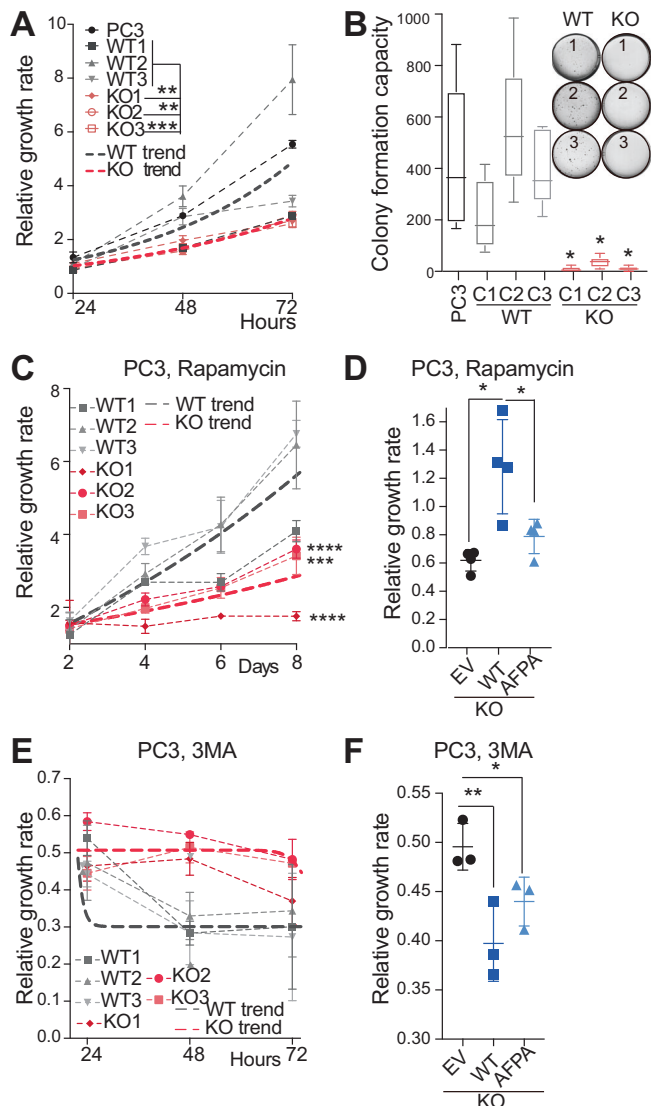 A
Relative growth rate
10
8
6
4
2
0
24
48
72
Hours
PC3
WT1
WT2
WT3
KO1
KO2
KO3
**
**
***
WT trend
KO trend
B
Colony formation capacity
1000
800
600
400
200
0
WT KO
1 1
2 2
3 3
* * *
PC3
C1 C2 C3
C1 C2 C3
WT
KO
C
PC3, Rapamycin
Relative growth rate
8
6
4
2
2
4
6
8
Days
WT1
WT2
WT3
KO1
KO2
KO3
WT trend
KO trend
****
***
****
D
PC3, Rapamycin
Relative growth rate
1.6
1.4
1.2
1.0
0.8
0.6
0.4
0.2
0.0
* *
EV
WT
AFPA
KO
E
PC3, 3MA
Relative growth rate
0.7
0.6
0.5
0.4
0.3
0.2
0.1
0.0
24
48
72
Hours
WT1
WT2
WT3
KO1
KO2
KO3
WT trend
KO trend
F
PC3, 3MA
Relative growth rate
0.55
0.50
0.45
0.40
0.30
*
**
EV
WT
AFPA
KO